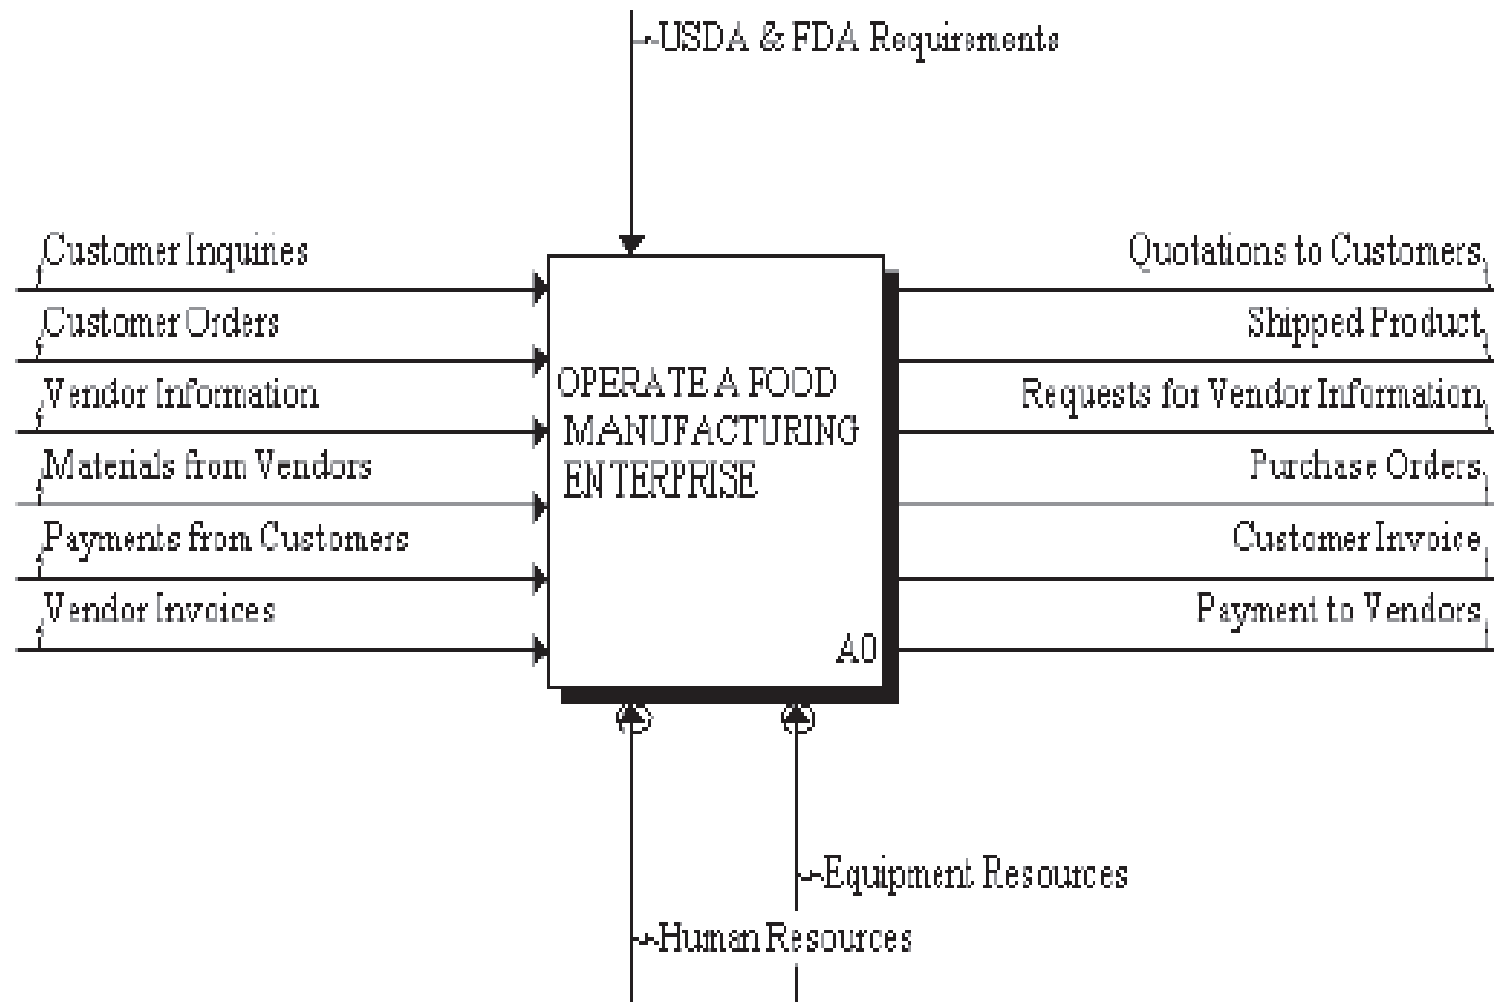 USDA & FDA Requirements
Customer Inquiries
Customer Orders
Vendor Information
Materials from Vendors
Payments from Customers
Vendor Invoices
OPERATE A FOOD
MANUFACTURING
ENTERPRISE
A0
Quotations to Customers
Shipped Product
Requests for Vendor Information
Purchase Orders
Customer Invoice
Payment to Vendors
Equipment Resources
Human Resources